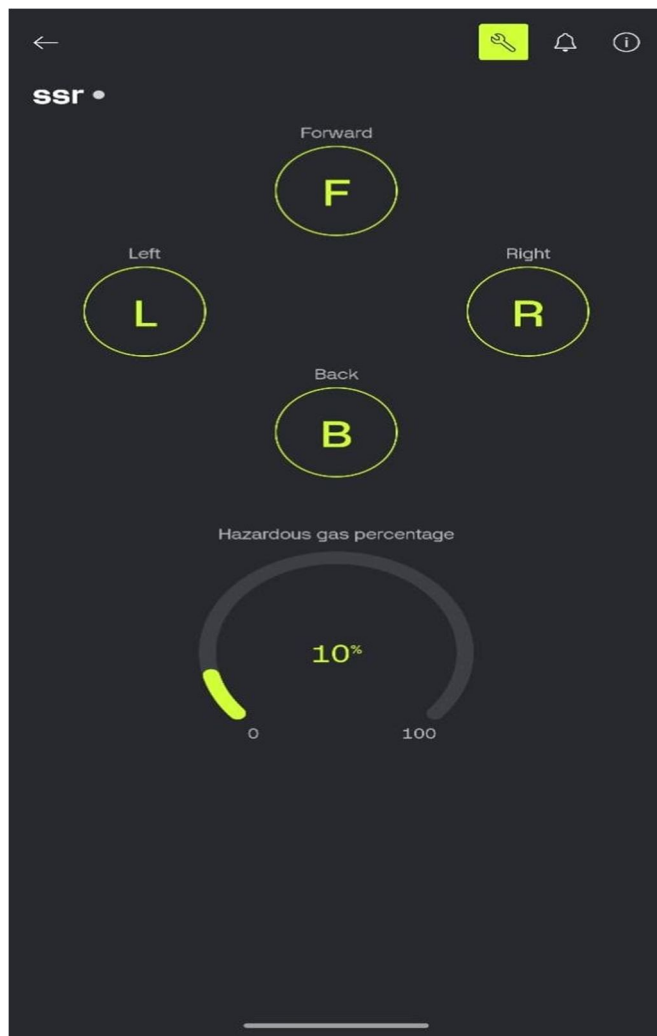 ssr
Forward
F
Left
Right
L
R
Back
B
Hazardous gas percentage
10%
0
100